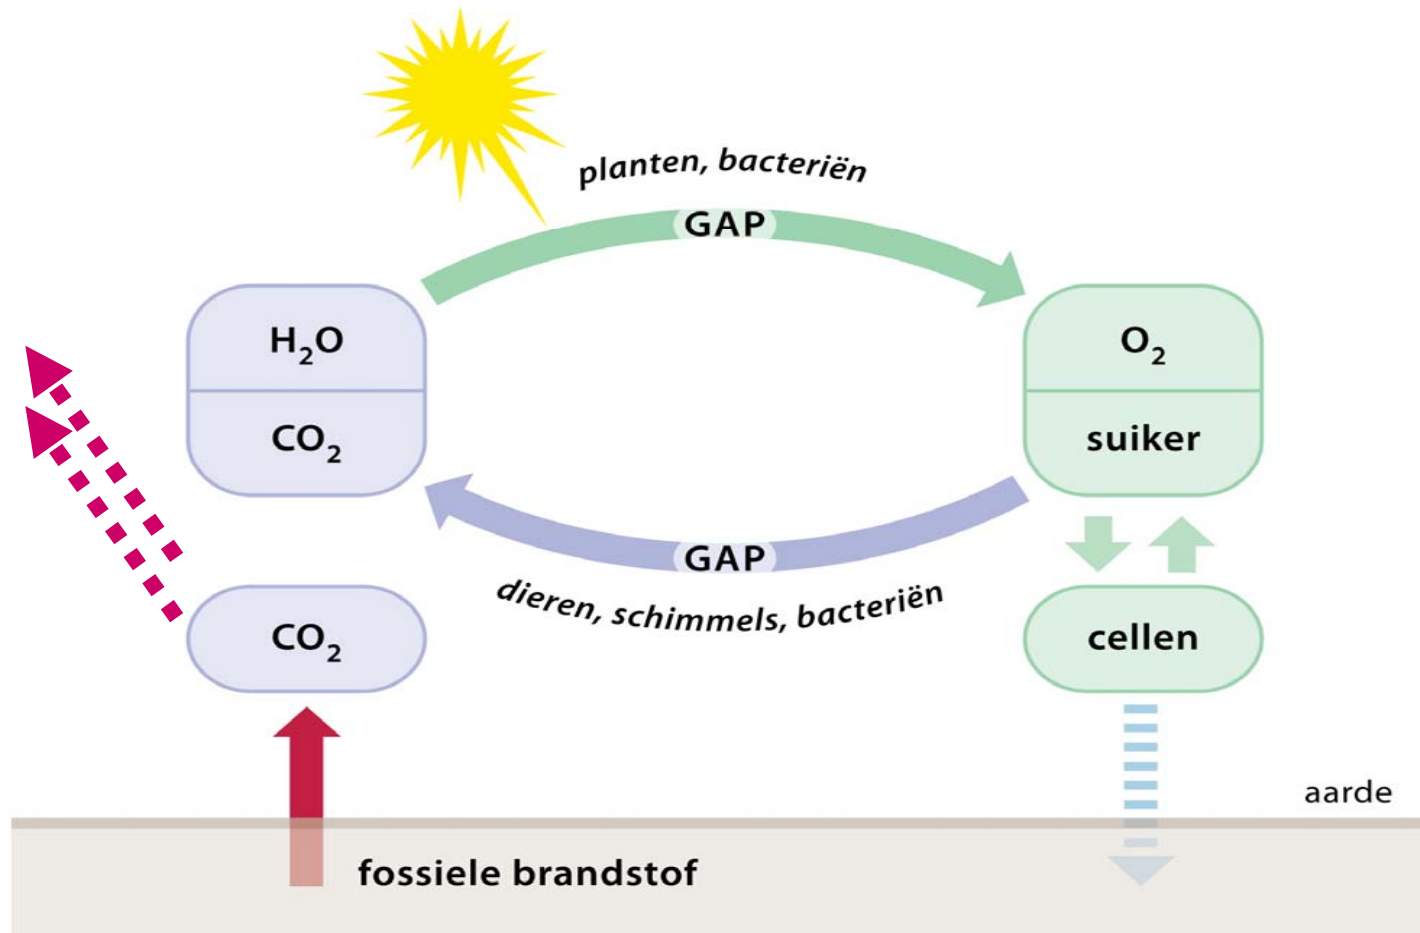 planten, bacteriën
GAP
H₂O
CO₂
O₂
suiker
GAP
dieren, schimmels, bacteriën
CO₂
cellen
aarde
fossiele brandstof